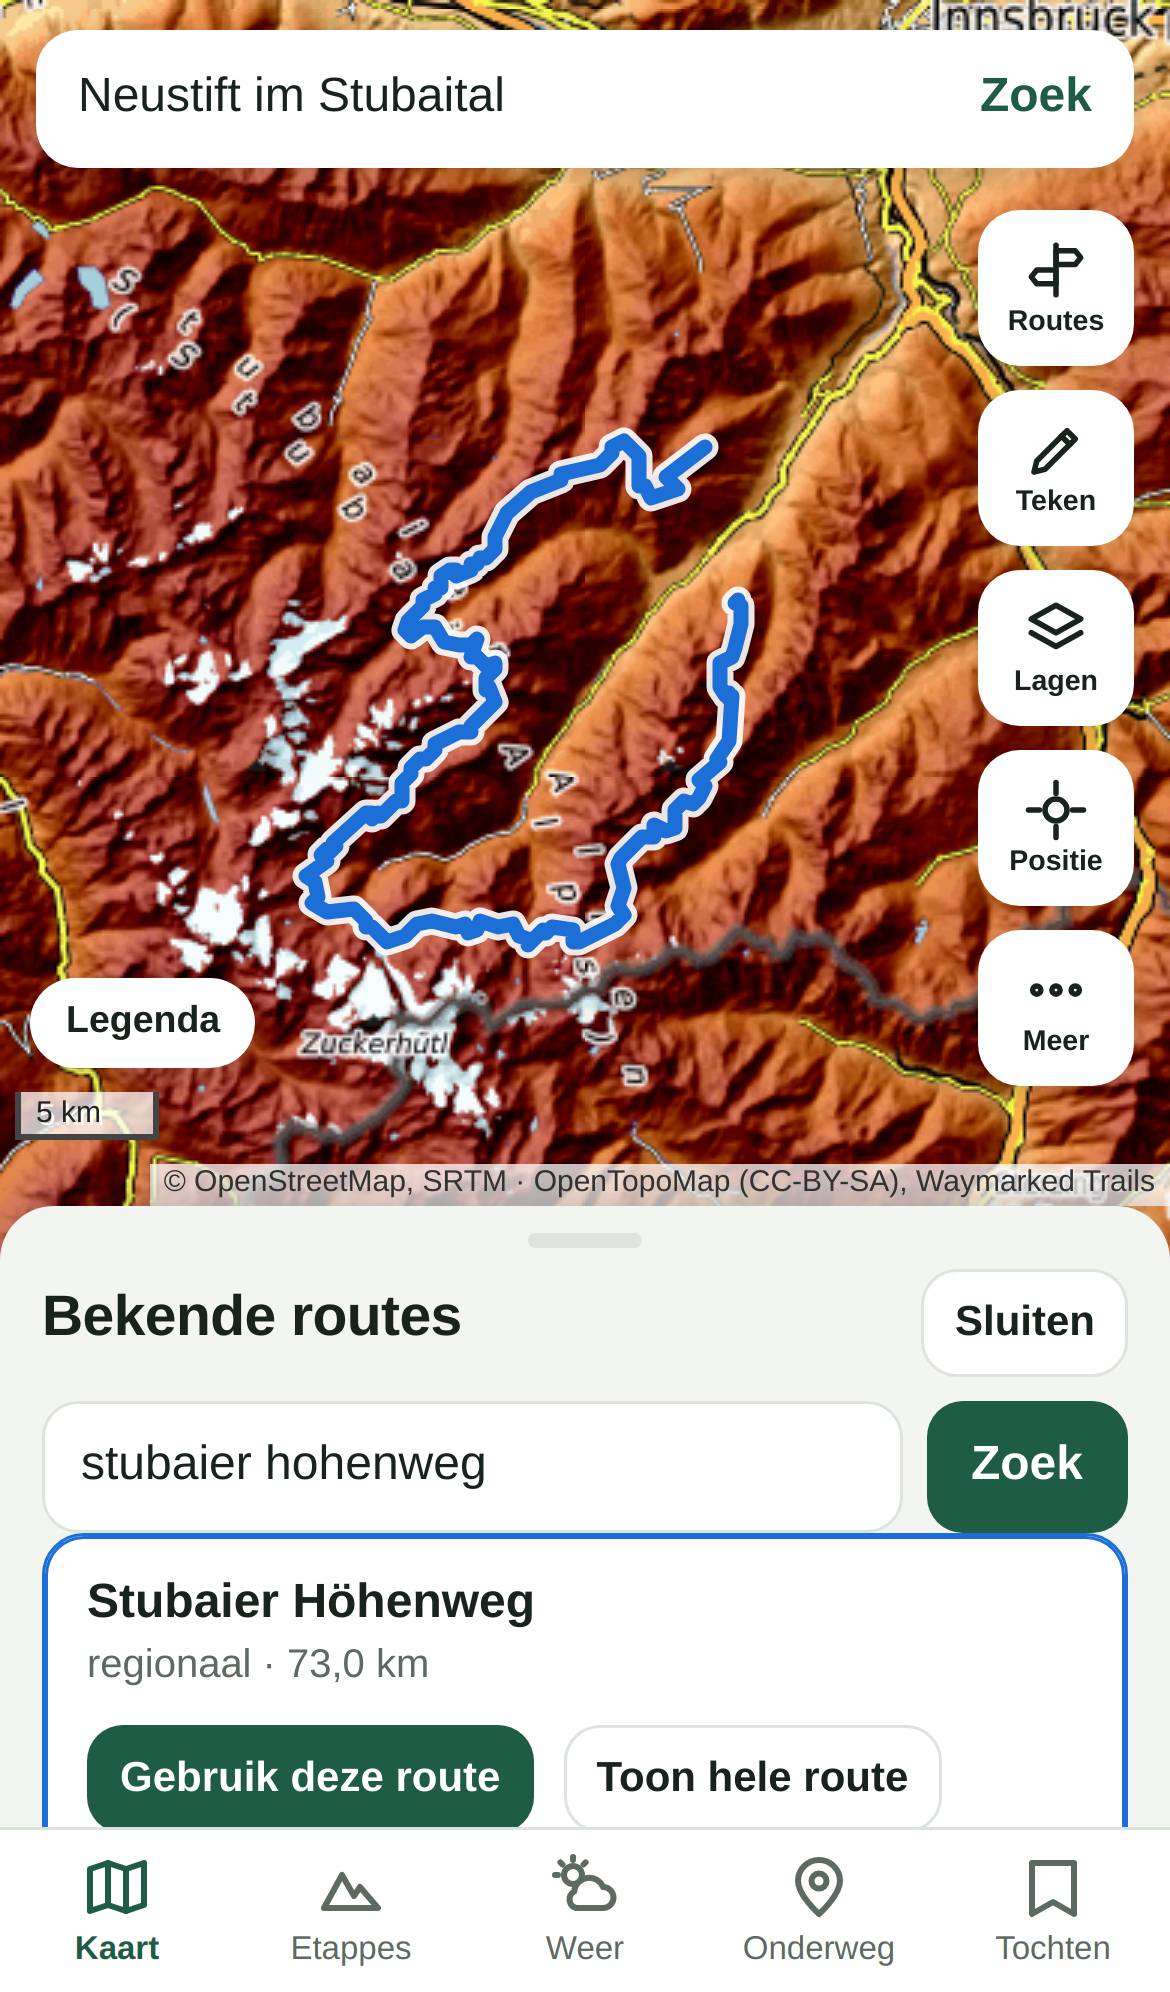 Innsbruck
Neustift im Stubaital
Zoek
Routes
Teken
Lagen
Positie
Meer
Zuckerhütl
Legenda
5 km
© OpenStreetMap, SRTM · OpenTopoMap (CC-BY-SA), Waymarked Trails
Bekende routes
Sluiten
stubaier hohenweg
Zoek
Stubaier Höhenweg
regionaal · 73,0 km
Gebruik deze route
Toon hele route
Kaart
Etappes
Weer
Onderweg
Tochten